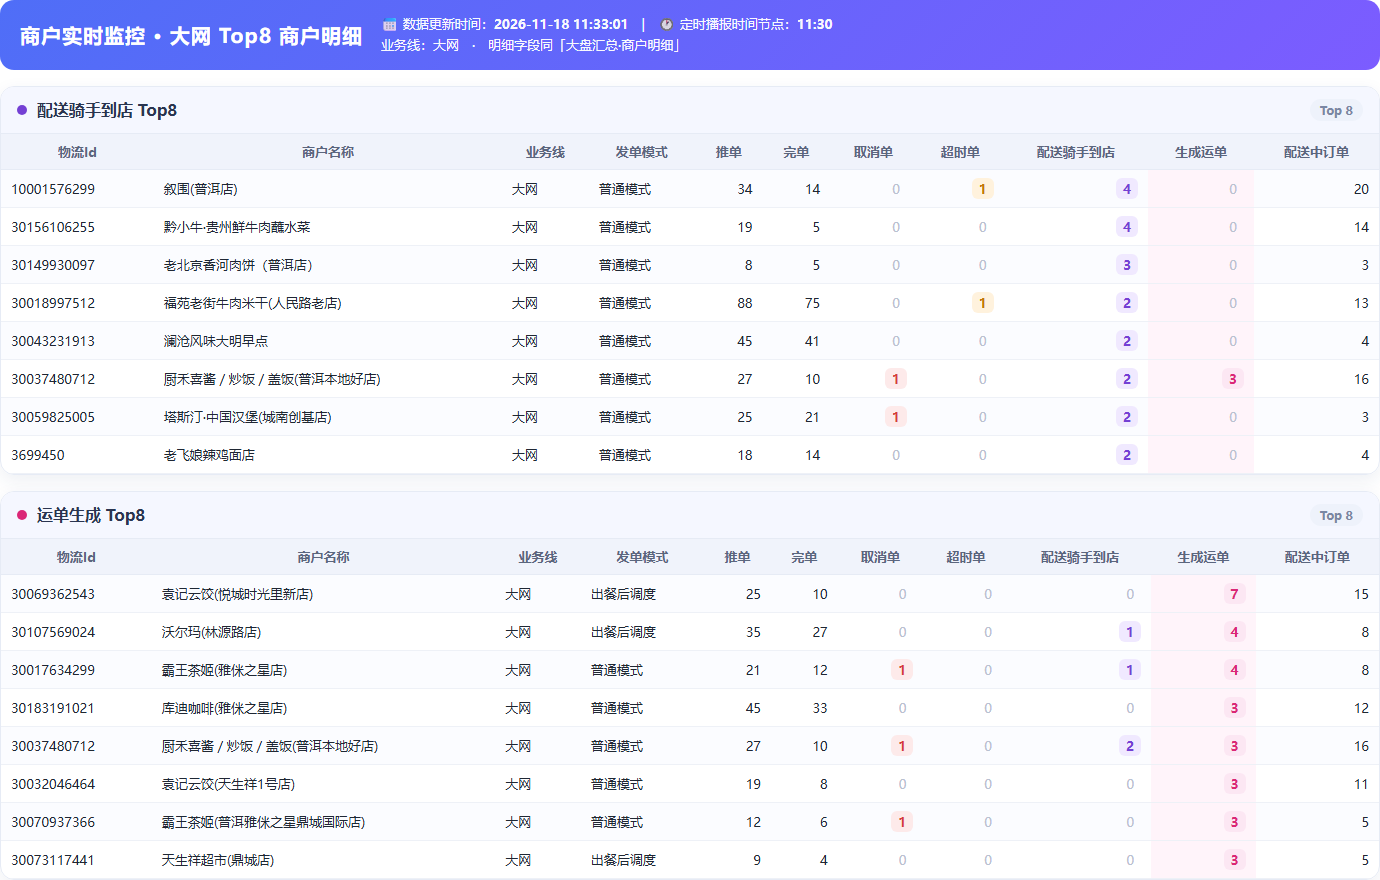 商户实时监控 • 大网 Top8 商户明细
数据更新时间：2026-11-18 11:33:01 | 定时播报时间节点：11:30
业务线：大网 · 明细字段同「大盘汇总·商户明细」
配送骑手到店 Top8 Top 8
物流Id 商户名称 业务线 发单模式 推单 完单 取消单 超时单 配送骑手到店 生成运单 配送中订单
10001576299 叙围(普洱店) 大网 普通模式 34 14 0 1 4 0 20
30156106255 黔小牛·贵州鲜牛肉蘸水菜 大网 普通模式 19 5 0 0 4 0 14
30149930097 老北京香河肉饼（普洱店） 大网 普通模式 8 5 0 0 3 0 3
30018997512 福苑老街牛肉米干(人民路老店) 大网 普通模式 88 75 0 1 2 0 13
30043231913 澜沧风味大明早点 大网 普通模式 45 41 0 0 2 0 4
30037480712 厨禾喜酱 / 炒饭 / 盖饭(普洱本地好店) 大网 普通模式 27 10 1 0 2 3 16
30059825005 塔斯汀·中国汉堡(城南创基店) 大网 普通模式 25 21 1 0 2 0 3
3699450 老飞娘辣鸡面店 大网 普通模式 18 14 0 0 2 0 4
运单生成 Top8 Top 8
物流Id 商户名称 业务线 发单模式 推单 完单 取消单 超时单 配送骑手到店 生成运单 配送中订单
30069362543 袁记云饺(悦城时光里新店) 大网 出餐后调度 25 10 0 0 0 7 15
30107569024 沃尔玛(林源路店) 大网 出餐后调度 35 27 0 0 1 4 8
30017634299 霸王茶姬(雅侎之星店) 大网 普通模式 21 12 1 0 1 4 8
30183191021 库迪咖啡(雅侎之星店) 大网 普通模式 45 33 0 0 0 3 12
30037480712 厨禾喜酱 / 炒饭 / 盖饭(普洱本地好店) 大网 普通模式 27 10 1 0 2 3 16
30032046464 袁记云饺(天生祥1号店) 大网 普通模式 19 8 0 0 0 3 11
30070937366 霸王茶姬(普洱雅侎之星鼎城国际店) 大网 普通模式 12 6 1 0 0 3 5
30073117441 天生祥超市(鼎城店) 大网 出餐后调度 9 4 0 0 0 3 5